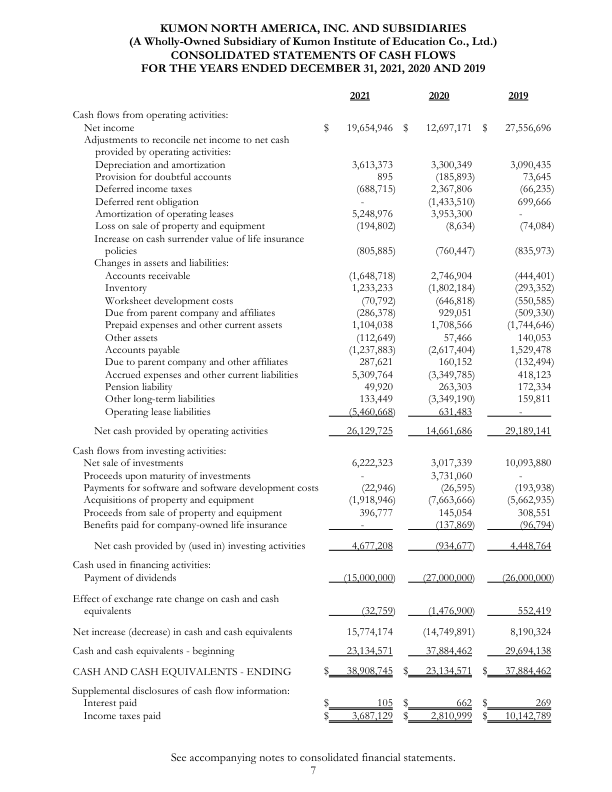 KUMON NORTH AMERICA, INC. AND SUBSIDIARIES
(A Wholly-Owned Subsidiary of Kumon Institute of Education Co., Ltd.)
CONSOLIDATED STATEMENTS OF CASH FLOWS
FOR THE YEARS ENDED DECEMBER 31, 2021, 2020 AND 2019
2021 2020 2019
Cash flows from operating activities:
Net income $ 19,654,946 $ 12,697,171 $ 27,556,696
Adjustments to reconcile net income to net cash
provided by operating activities:
Depreciation and amortization 3,613,373 3,300,349 3,090,435
Provision for doubtful accounts 895 (185,893) 73,645
Deferred income taxes (688,715) 2,367,806 (66,235)
Deferred rent obligation - (1,433,510) 699,666
Amortization of operating leases 5,248,976 3,953,300 -
Loss on sale of property and equipment (194,802) (8,634) (74,084)
Increase on cash surrender value of life insurance
policies (805,885) (760,447) (835,973)
Changes in assets and liabilities:
Accounts receivable (1,648,718) 2,746,904 (444,401)
Inventory 1,233,233 (1,802,184) (293,352)
Worksheet development costs (70,792) (646,818) (550,585)
Due from parent company and affiliates (286,378) 929,051 (509,330)
Prepaid expenses and other current assets 1,104,038 1,708,566 (1,744,646)
Other assets (112,649) 57,466 140,053
Accounts payable (1,237,883) (2,617,404) 1,529,478
Due to parent company and other affiliates 287,621 160,152 (132,494)
Accrued expenses and other current liabilities 5,309,764 (3,349,785) 418,123
Pension liability 49,920 263,303 172,334
Other long-term liabilities 133,449 (3,349,190) 159,811
Operating lease liabilities (5,460,668) 631,483 -
Net cash provided by operating activities 26,129,725 14,661,686 29,189,141
Cash flows from investing activities:
Net sale of investments 6,222,323 3,017,339 10,093,880
Proceeds upon maturity of investments - 3,731,060 -
Payments for software and software development costs (22,946) (26,595) (193,938)
Acquisitions of property and equipment (1,918,946) (7,663,666) (5,662,935)
Proceeds from sale of property and equipment 396,777 145,054 308,551
Benefits paid for company-owned life insurance - (137,869) (96,794)
Net cash provided by (used in) investing activities 4,677,208 (934,677) 4,448,764
Cash used in financing activities:
Payment of dividends (15,000,000) (27,000,000) (26,000,000)
Effect of exchange rate change on cash and cash
equivalents (32,759) (1,476,900) 552,419
Net increase (decrease) in cash and cash equivalents 15,774,174 (14,749,891) 8,190,324
Cash and cash equivalents - beginning 23,134,571 37,884,462 29,694,138
CASH AND CASH EQUIVALENTS - ENDING $ 38,908,745 $ 23,134,571 $ 37,884,462
Supplemental disclosures of cash flow information:
Interest paid $ 105 $ 662 $ 269
Income taxes paid $ 3,687,129 $ 2,810,999 $ 10,142,789
See accompanying notes to consolidated financial statements.
7